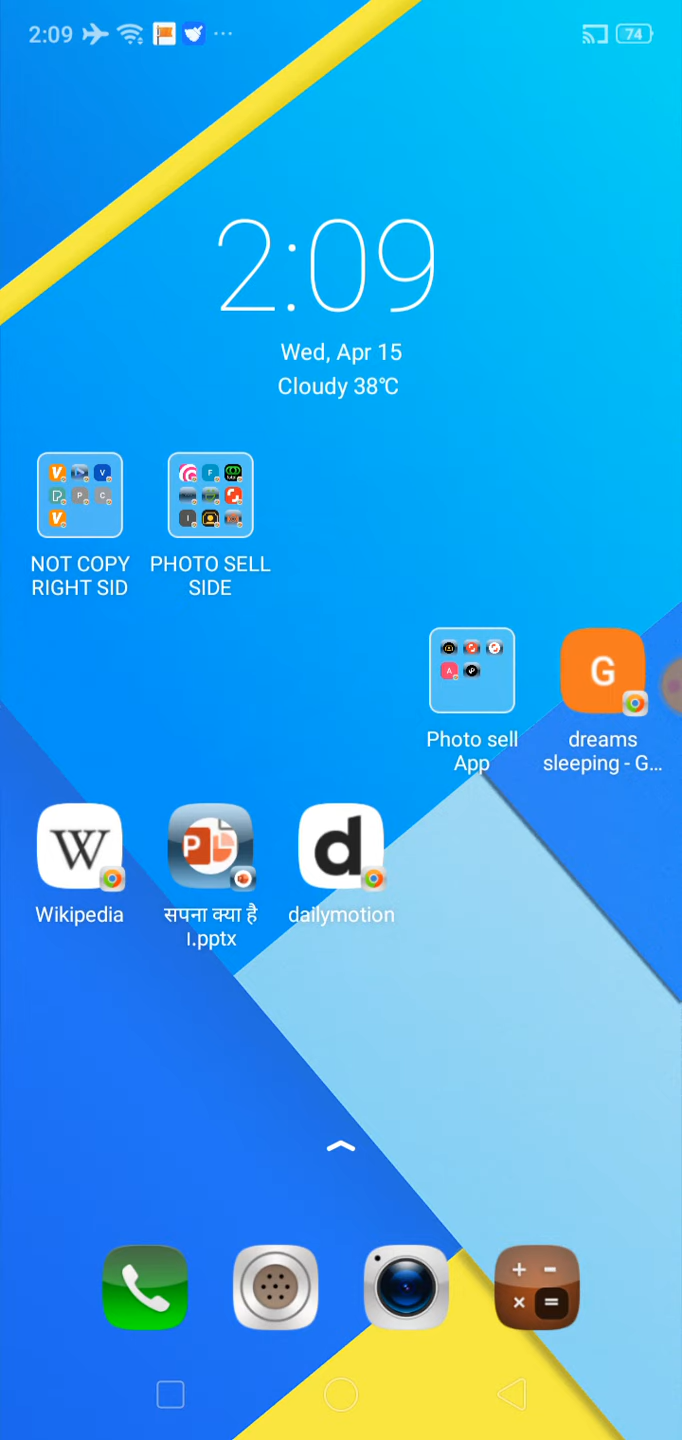 2:09
74
2:09
Wed, Apr 15
Cloudy 38℃
NOT COPY
RIGHT SID
PHOTO SELL
SIDE
Photo sell
App
G
dreams
sleeping - G...
W
Wikipedia
P
सपना क्या है
I.pptx
d
dailymotion